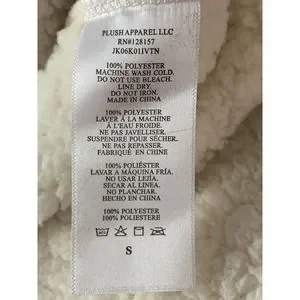 PLUSH APPAREL LLC
RN#128157
JK06K01IVTN
100% POLYESTER
MACHINE WASH COLD.
DO NOT USE BLEACH.
LINE DRY.
DO NOT IRON.
MADE IN CHINA
100% POLYESTER
LAVER À LA MACHINE
À L'EAU FROIDE.
NE PAS JAVELLISER.
SUSPENDRE POUR SÉCHER.
NE PAS REPASSER.
FABRIQUÉ EN CHINE
100% POLIÉSTER
LAVAR A MÁQUINA FRÍA.
NO USAR LEJÍA.
SECAR AL LINEA.
NO PLANCHAR.
HECHO EN CHINA
100% POLYESTER
100% POLIESTERE
S